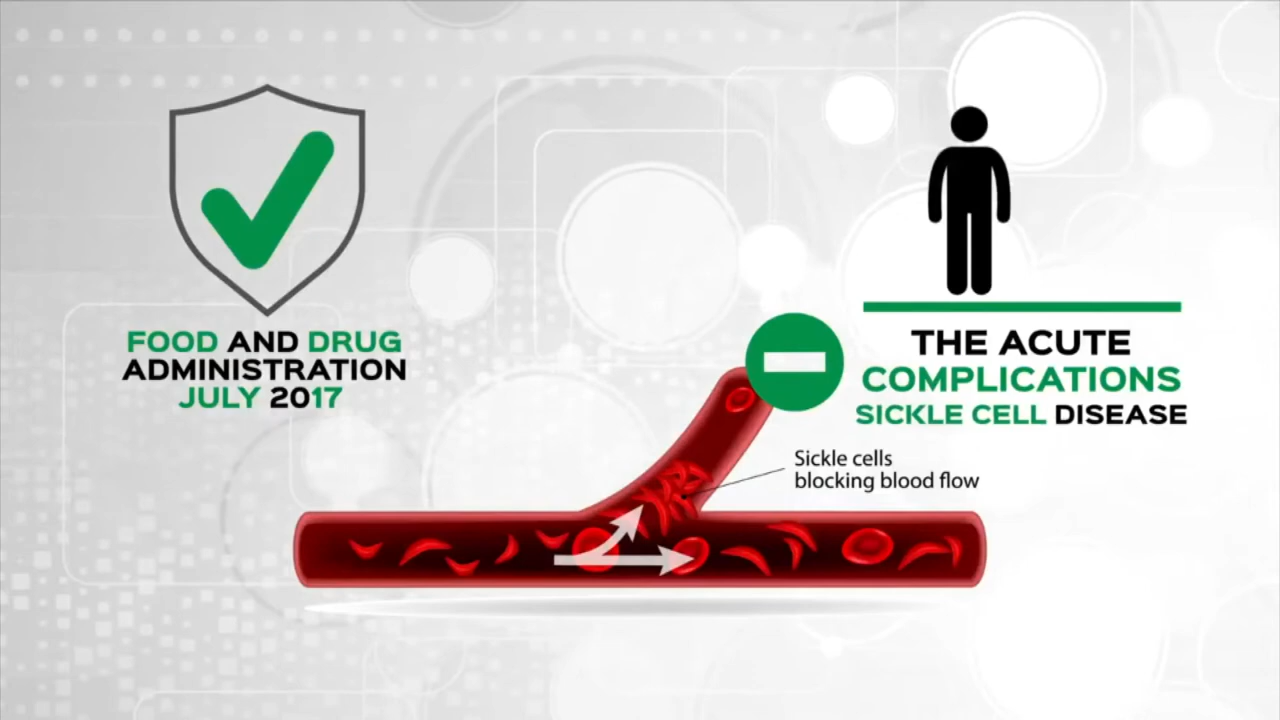 FOOD AND DRUG
ADMINISTRATION
JULY 2017
THE ACUTE
COMPLICATIONS
SICKLE CELL DISEASE
Sickle cells
blocking blood flow